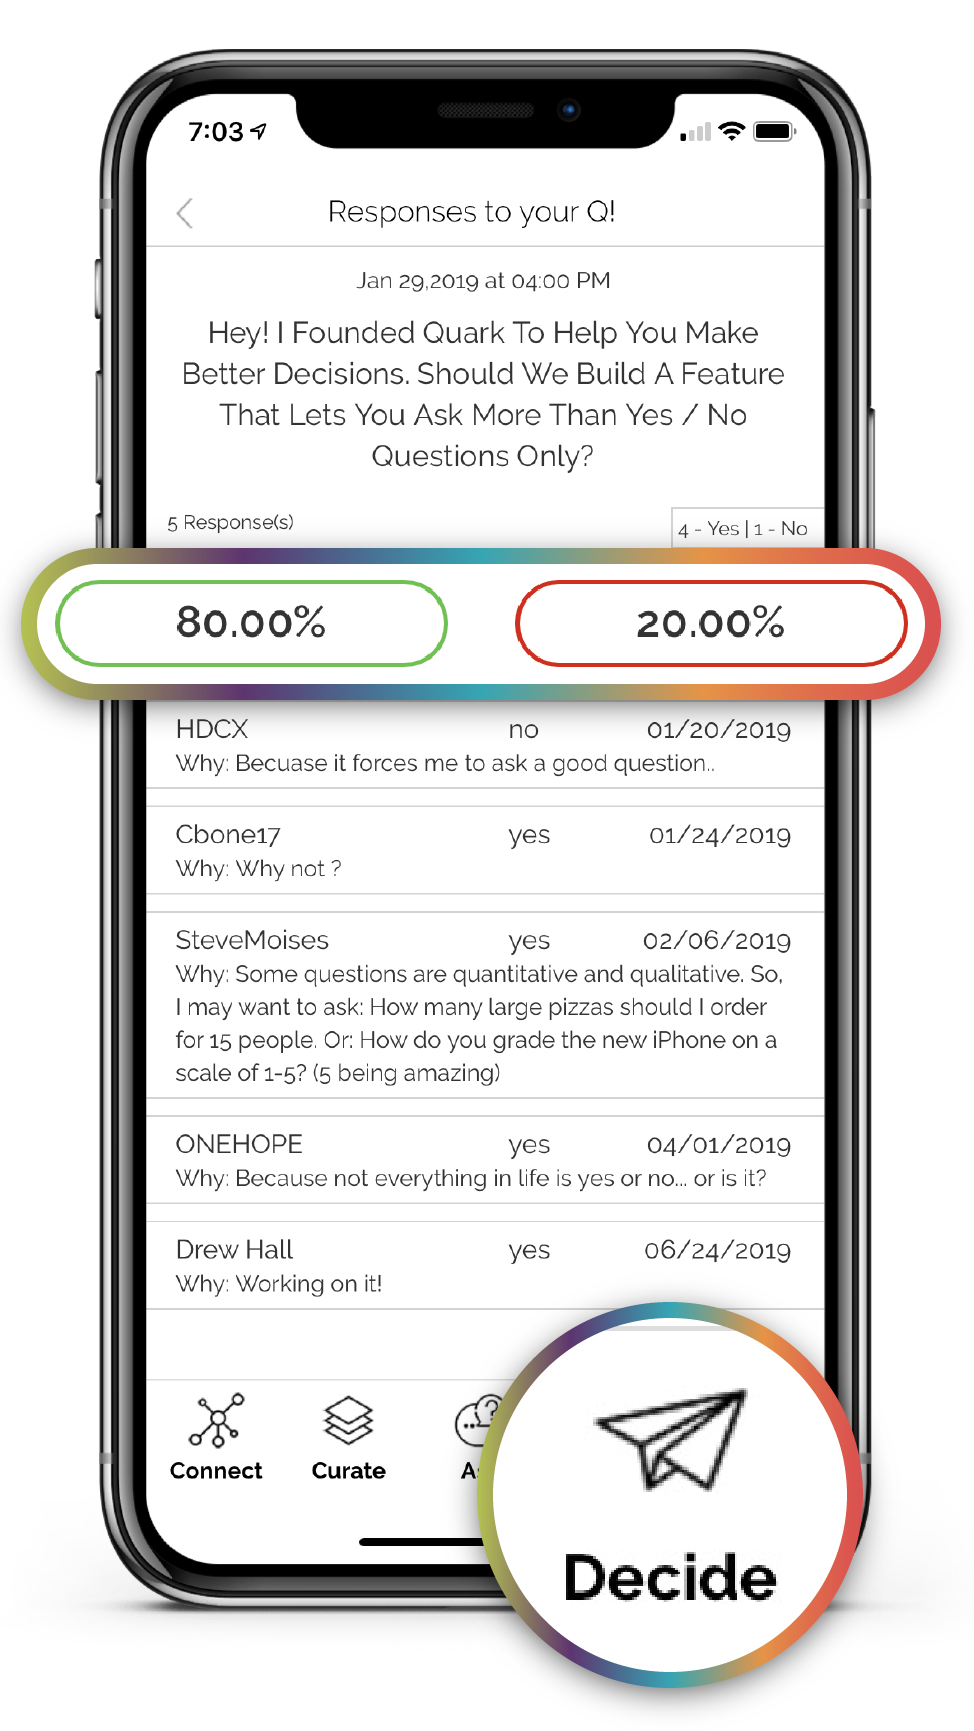 7:03
Responses to your Q!
Jan 29,2019 at 04:00 PM
Hey! I Founded Quark To Help You Make
Better Decisions. Should We Build A Feature
That Lets You Ask More Than Yes / No
Questions Only?
5 Response(s)
4 - Yes | 1 - No
80.00% 20.00%
HDCX no 01/20/2019
Why: Becuase it forces me to ask a good question..
Cbone17 yes 01/24/2019
Why: Why not ?
SteveMoises yes 02/06/2019
Why: Some questions are quantitative and qualitative. So,
I may want to ask: How many large pizzas should I order
for 15 people. Or: How do you grade the new iPhone on a
scale of 1-5? (5 being amazing)
ONEHOPE yes 04/01/2019
Why: Because not everything in life is yes or no... or is it?
Drew Hall yes 06/24/2019
Why: Working on it!
Connect Curate
Decide